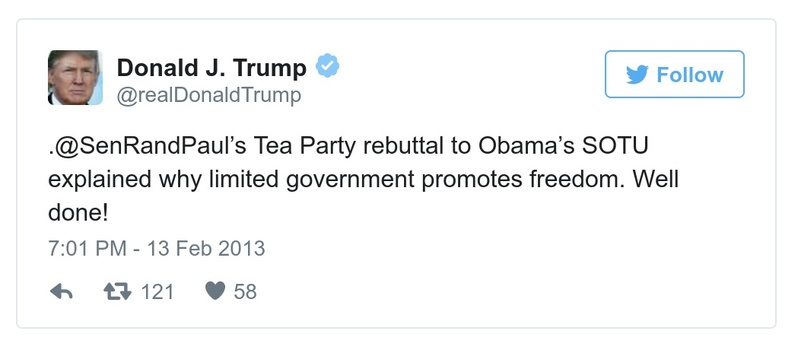 Donald J. Trump
@realDonaldTrump
Follow
.@SenRandPaul’s Tea Party rebuttal to Obama’s SOTU
explained why limited government promotes freedom. Well
done!
7:01 PM - 13 Feb 2013
121 58